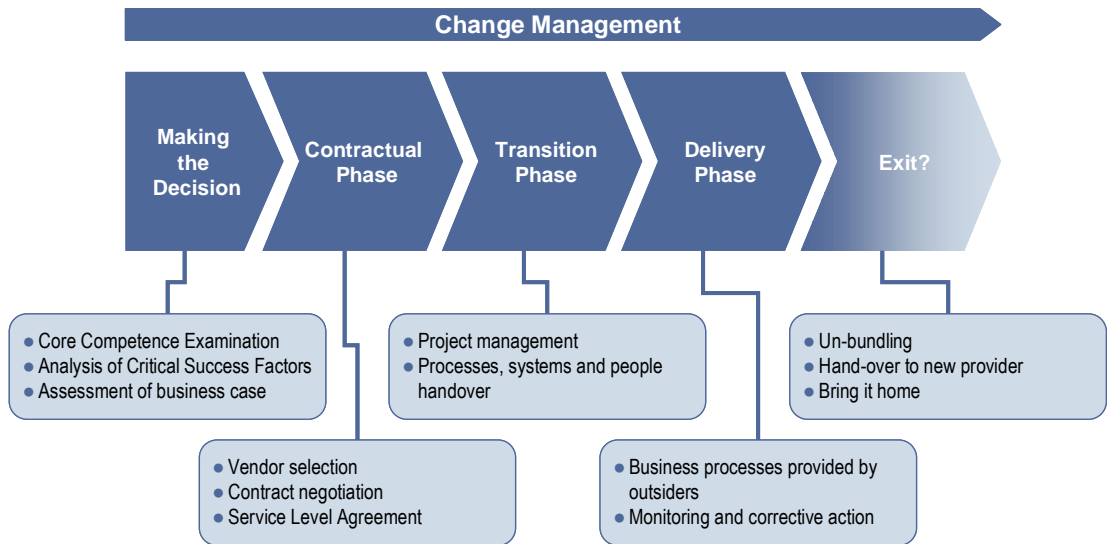 Change Management
Making
the
Decision
Contractual
Phase
Transition
Phase
Delivery
Phase
Exit?
● Core Competence Examination
● Analysis of Critical Success Factors
● Assessment of business case
● Project management
● Processes, systems and people
handover
● Un-bundling
● Hand-over to new provider
● Bring it home
● Vendor selection
● Contract negotiation
● Service Level Agreement
● Business processes provided by
outsiders
● Monitoring and corrective action